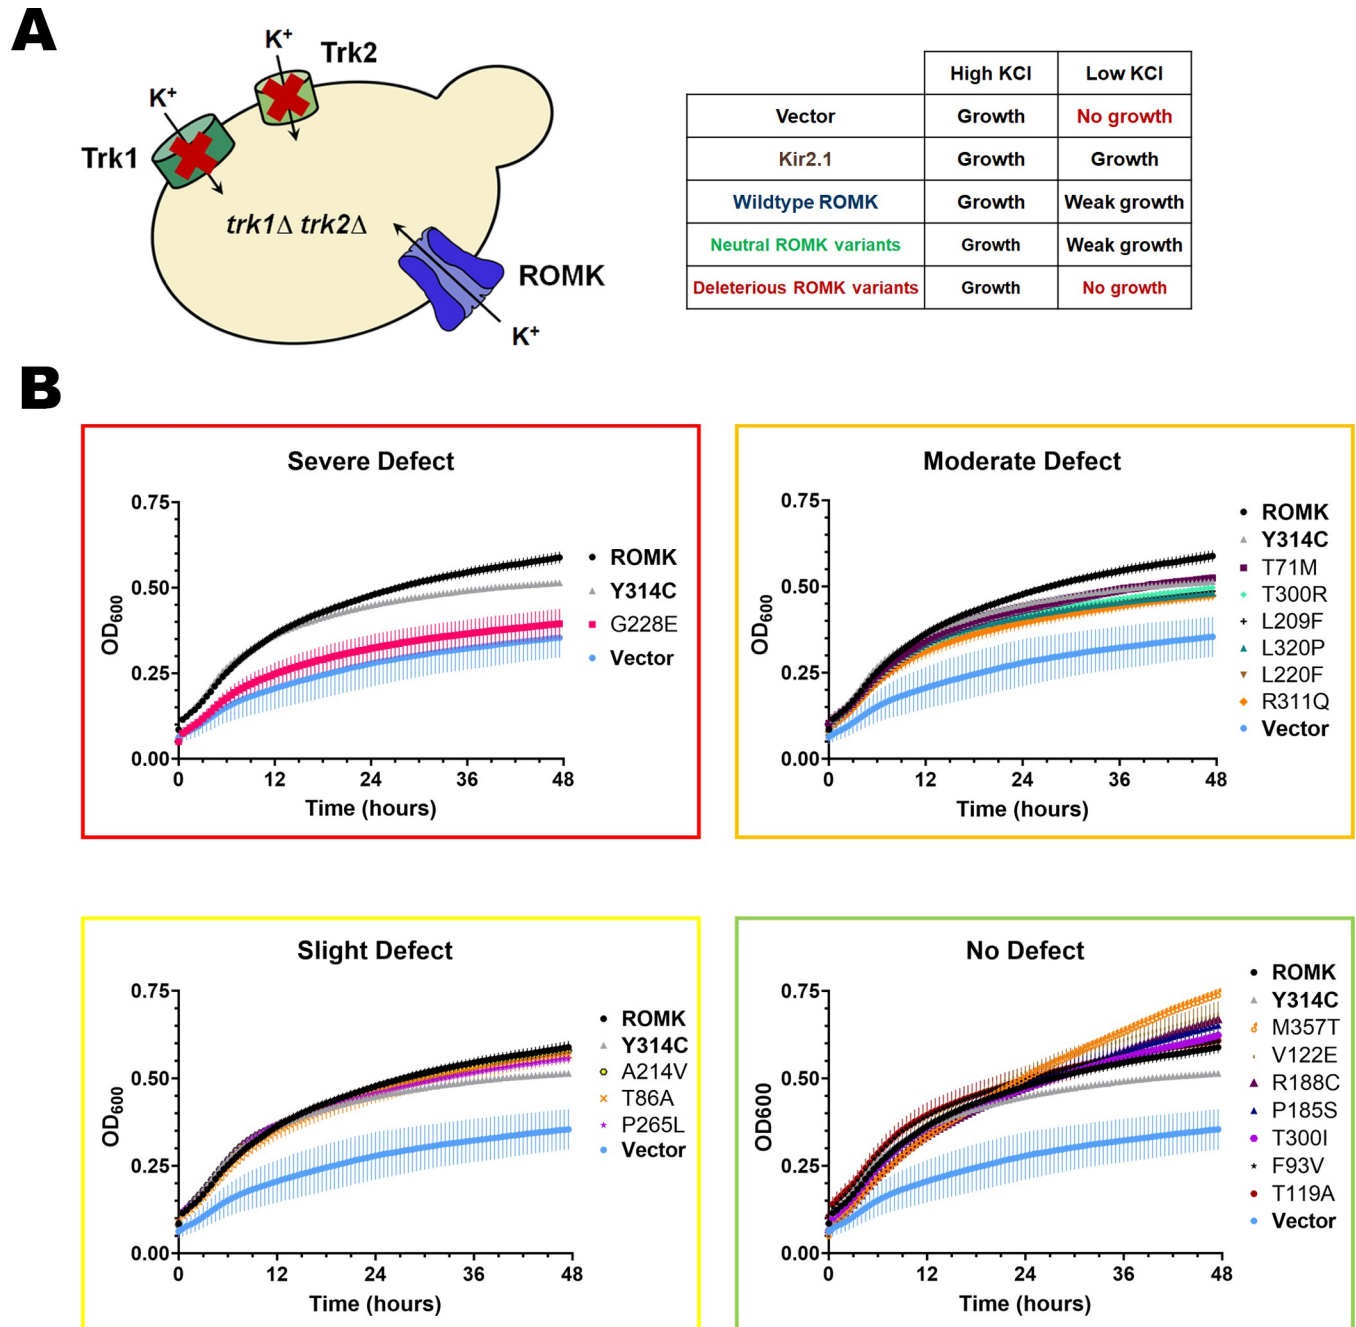 A
K+
Trk2
K+
Trk1
trk1Δ trk2Δ
ROMK
K+
High KCl Low KCl
Vector Growth No growth
Kir2.1 Growth Growth
Wildtype ROMK Growth Weak growth
Neutral ROMK variants Growth Weak growth
Deleterious ROMK variants Growth No growth
B
Severe Defect
0.75
0.50
0.25
0.00
OD600
0 12 24 36 48
Time (hours)
ROMK
Y314C
G228E
Vector
Moderate Defect
0.75
0.50
0.25
0.00
OD600
0 12 24 36 48
Time (hours)
ROMK
Y314C
T71M
T300R
L209F
L320P
L220F
R311Q
Vector
Slight Defect
0.75
0.50
0.25
0.00
OD600
0 12 24 36 48
Time (hours)
ROMK
Y314C
A214V
T86A
P265L
Vector
No Defect
0.75
0.50
0.25
0.00
OD600
0 12 24 36 48
Time (hours)
ROMK
Y314C
M357T
V122E
R188C
P185S
T300I
F93V
T119A
Vector